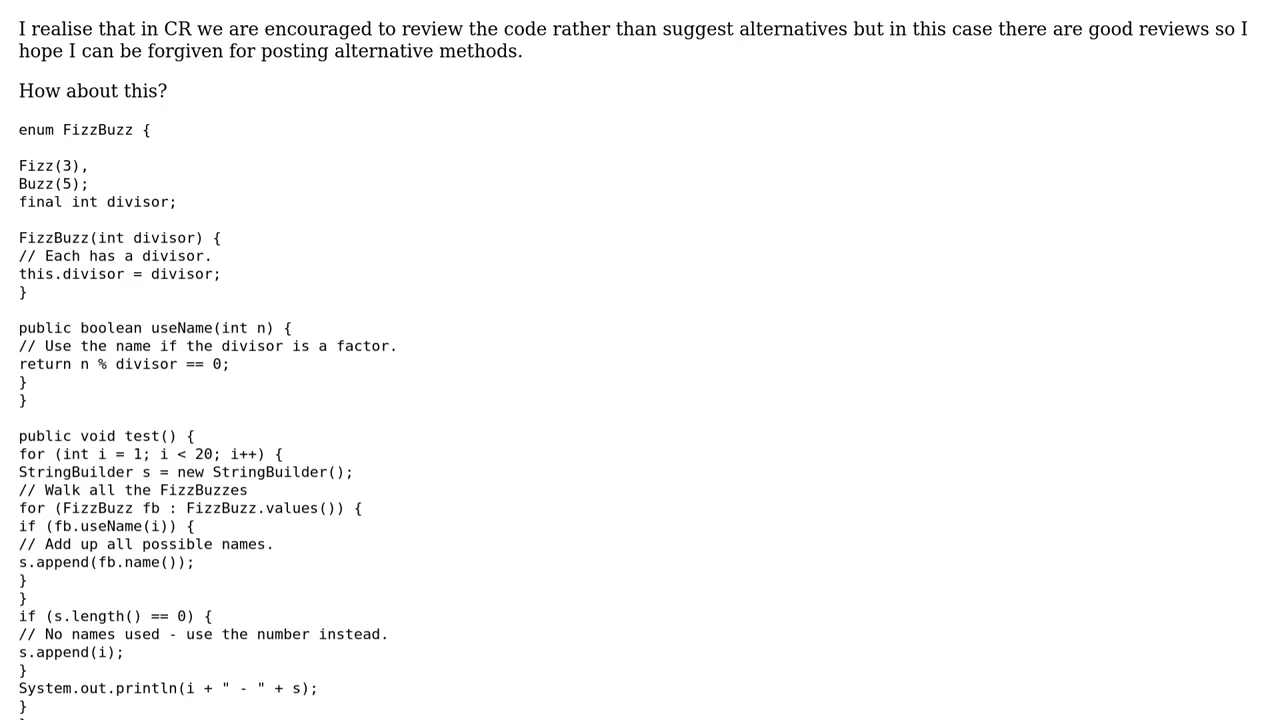 I realise that in CR we are encouraged to review the code rather than suggest alternatives but in this case there are good reviews so I
hope I can be forgiven for posting alternative methods.
How about this?
enum FizzBuzz {
Fizz(3),
Buzz(5);
final int divisor;
FizzBuzz(int divisor) {
// Each has a divisor.
this.divisor = divisor;
}
public boolean useName(int n) {
// Use the name if the divisor is a factor.
return n % divisor == 0;
}
}
public void test() {
for (int i = 1; i < 20; i++) {
StringBuilder s = new StringBuilder();
// Walk all the FizzBuzzes
for (FizzBuzz fb : FizzBuzz.values()) {
if (fb.useName(i)) {
// Add up all possible names.
s.append(fb.name());
}
}
if (s.length() == 0) {
// No names used - use the number instead.
s.append(i);
}
System.out.println(i + " - " + s);
}